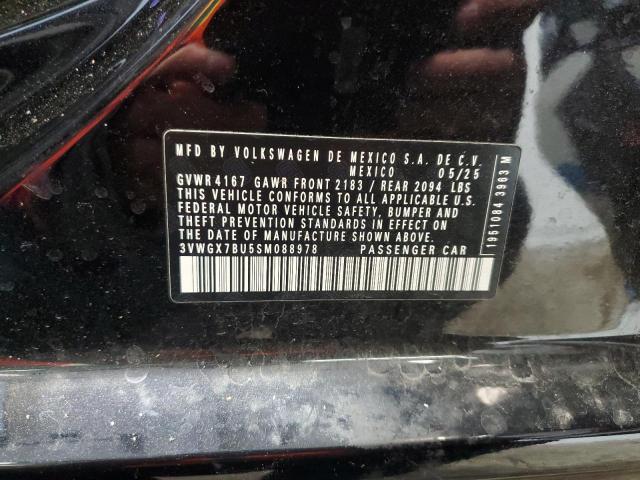 MFD BY VOLKSWAGEN DE MEXICO S.A. DE C.V.
MEXICO 05/25
GVWR 4167 GAWR FRONT 2183 / REAR 2094 LBS
THIS VEHICLE CONFORMS TO ALL APPLICABLE U.S.
FEDERAL MOTOR VEHICLE SAFETY, BUMPER AND
THEFT PREVENTION STANDARDS IN EFFECT ON
THE DATE OF MANUFACTURE SHOWN ABOVE.
3VWGX7BU5SM088978 PASSENGER CAR
1951084 3963 M